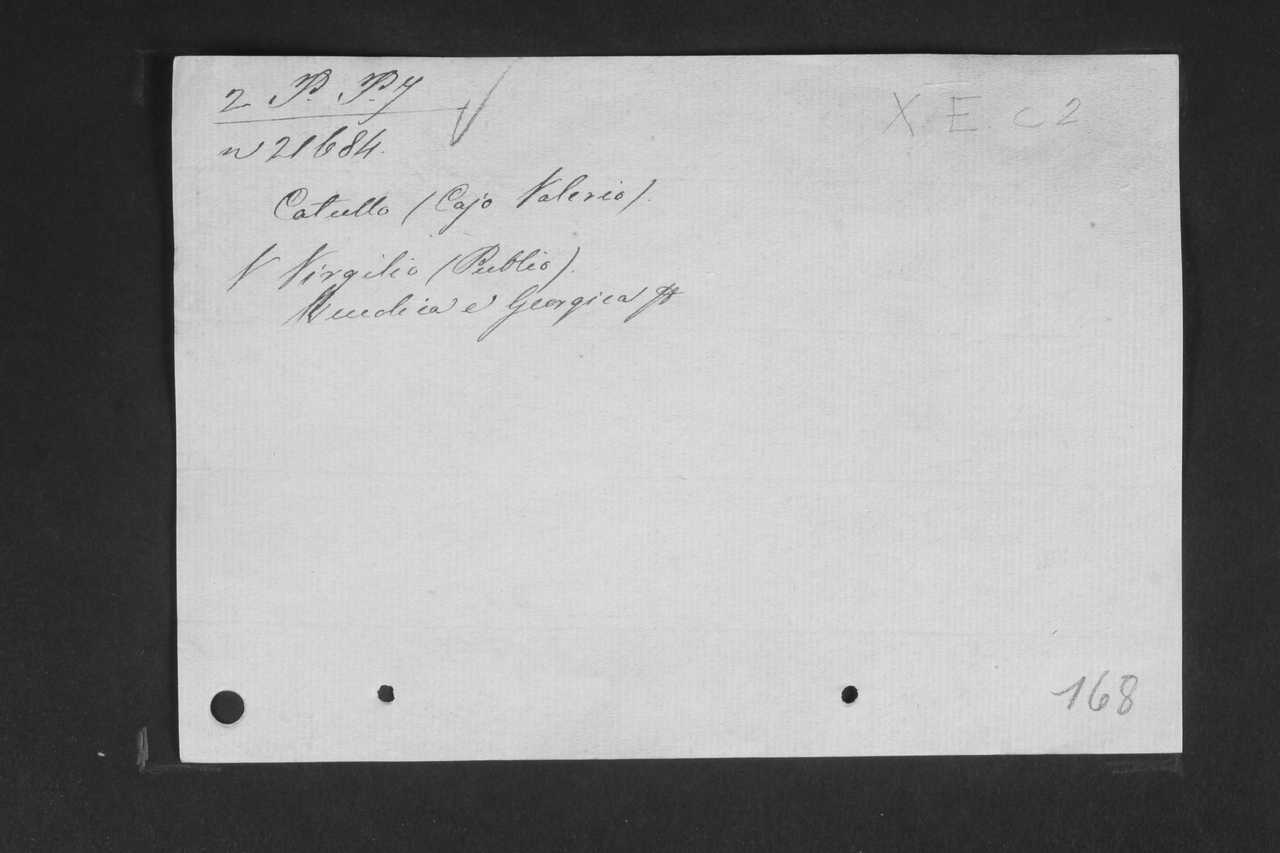 2 P. P. 7
X E c 2
n 21684.
Catullo (Cajo Valerio).
V Virgilio (Publio).
Bucolica e Georgica
168